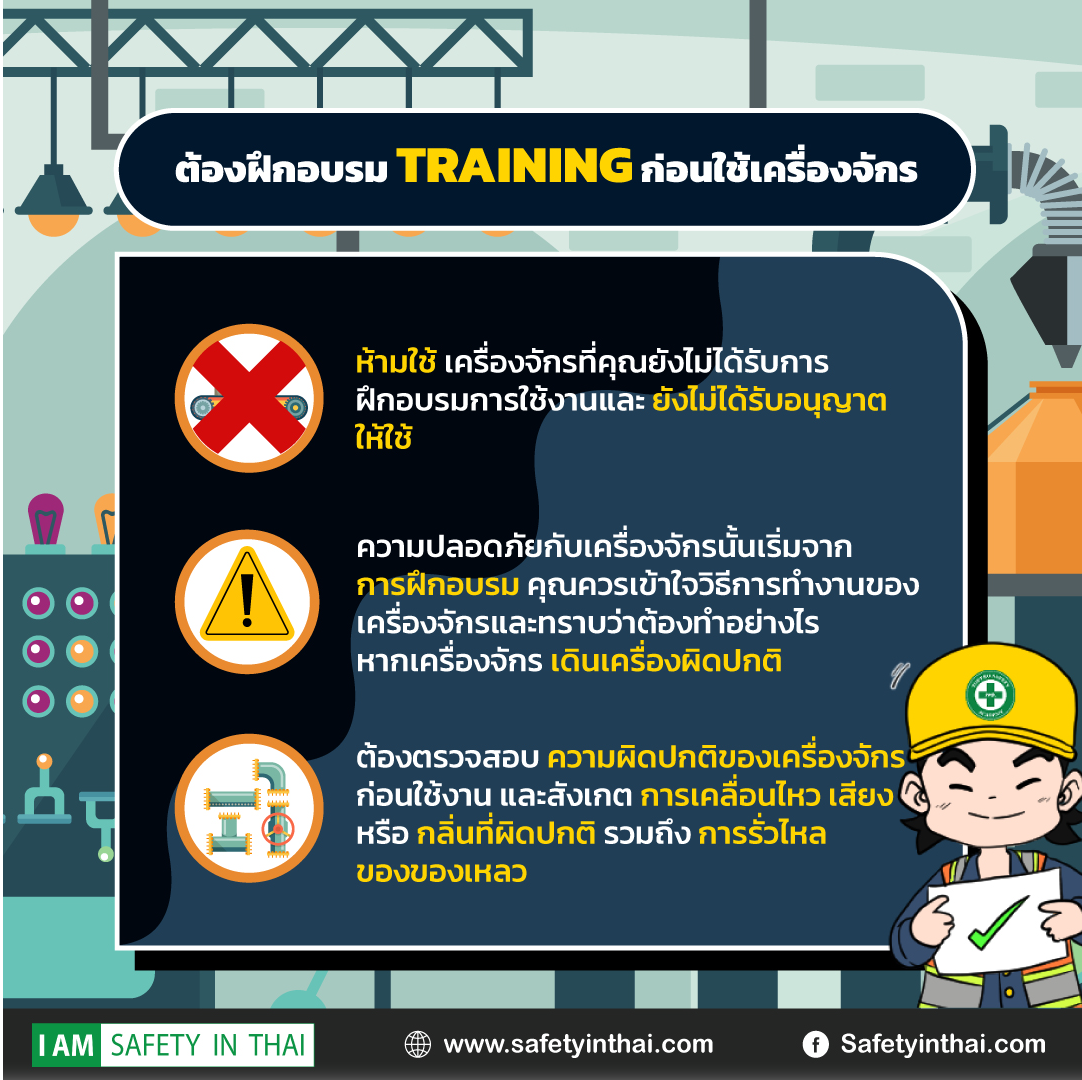 ต้องฝึกอบรม TRAINING ก่อนใช้เครื่องจักร
ห้ามใช้ เครื่องจักรที่คุณยังไม่ได้รับการ
ฝึกอบรมการใช้งานและ ยังไม่ได้รับอนุญาต
ให้ใช้
ความปลอดภัยกับเครื่องจักรนั้นเริ่มจาก
การฝึกอบรม คุณควรเข้าใจวิธีการทำงานของ
เครื่องจักรและทราบว่าต้องทำอย่างไร
หากเครื่องจักร เดินเครื่องผิดปกติ
ต้องตรวจสอบ ความผิดปกติของเครื่องจักร
ก่อนใช้งาน และสังเกต การเคลื่อนไหว เสียง
หรือ กลิ่นที่ผิดปกติ รวมถึง การรั่วไหล
ของของเหลว
I AM SAFETY IN THAI
www.safetyinthai.com
Safetyinthai.com